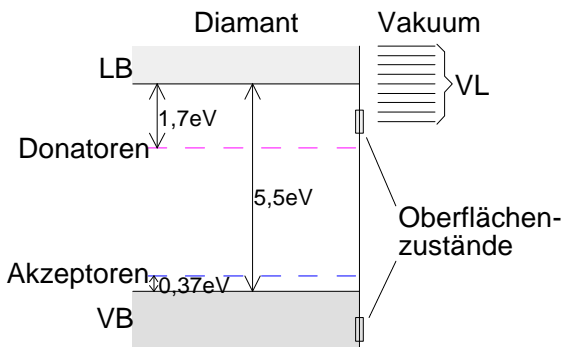 Diamant
Vakuum
LB
VL
1,7eV
Donatoren
5,5eV
Oberflächen-
zustände
Akzeptoren
0,37eV
VB